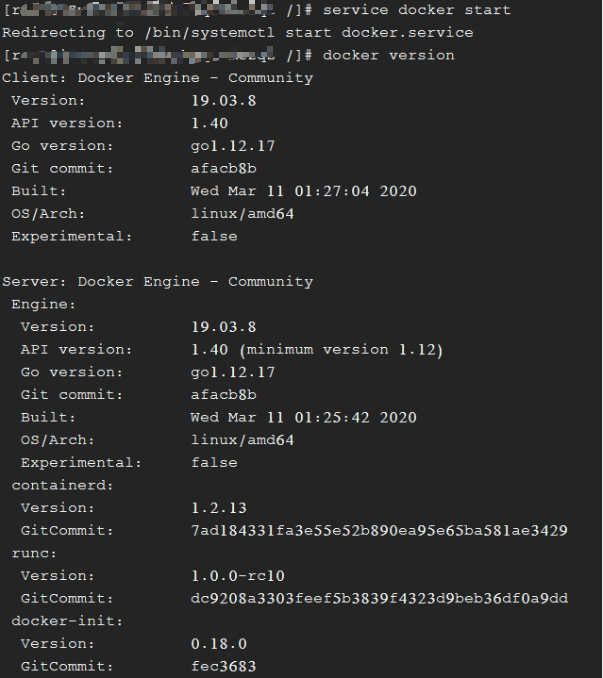 /]# service docker start
Redirecting to /bin/systemctl start docker.service
/]# docker version
Client: Docker Engine - Community
Version: 19.03.8
API version: 1.40
Go version: go1.12.17
Git commit: afacb8b
Built: Wed Mar 11 01:27:04 2020
OS/Arch: linux/amd64
Experimental: false
Server: Docker Engine - Community
Engine:
Version: 19.03.8
API version: 1.40 (minimum version 1.12)
Go version: go1.12.17
Git commit: afacb8b
Built: Wed Mar 11 01:25:42 2020
OS/Arch: linux/amd64
Experimental: false
containerd:
Version: 1.2.13
GitCommit: 7ad184331fa3e55e52b890ea95e65ba581ae3429
runc:
Version: 1.0.0-rc10
GitCommit: dc9208a3303feef5b3839f4323d9beb36df0a9dd
docker-init:
Version: 0.18.0
GitCommit: fec3683